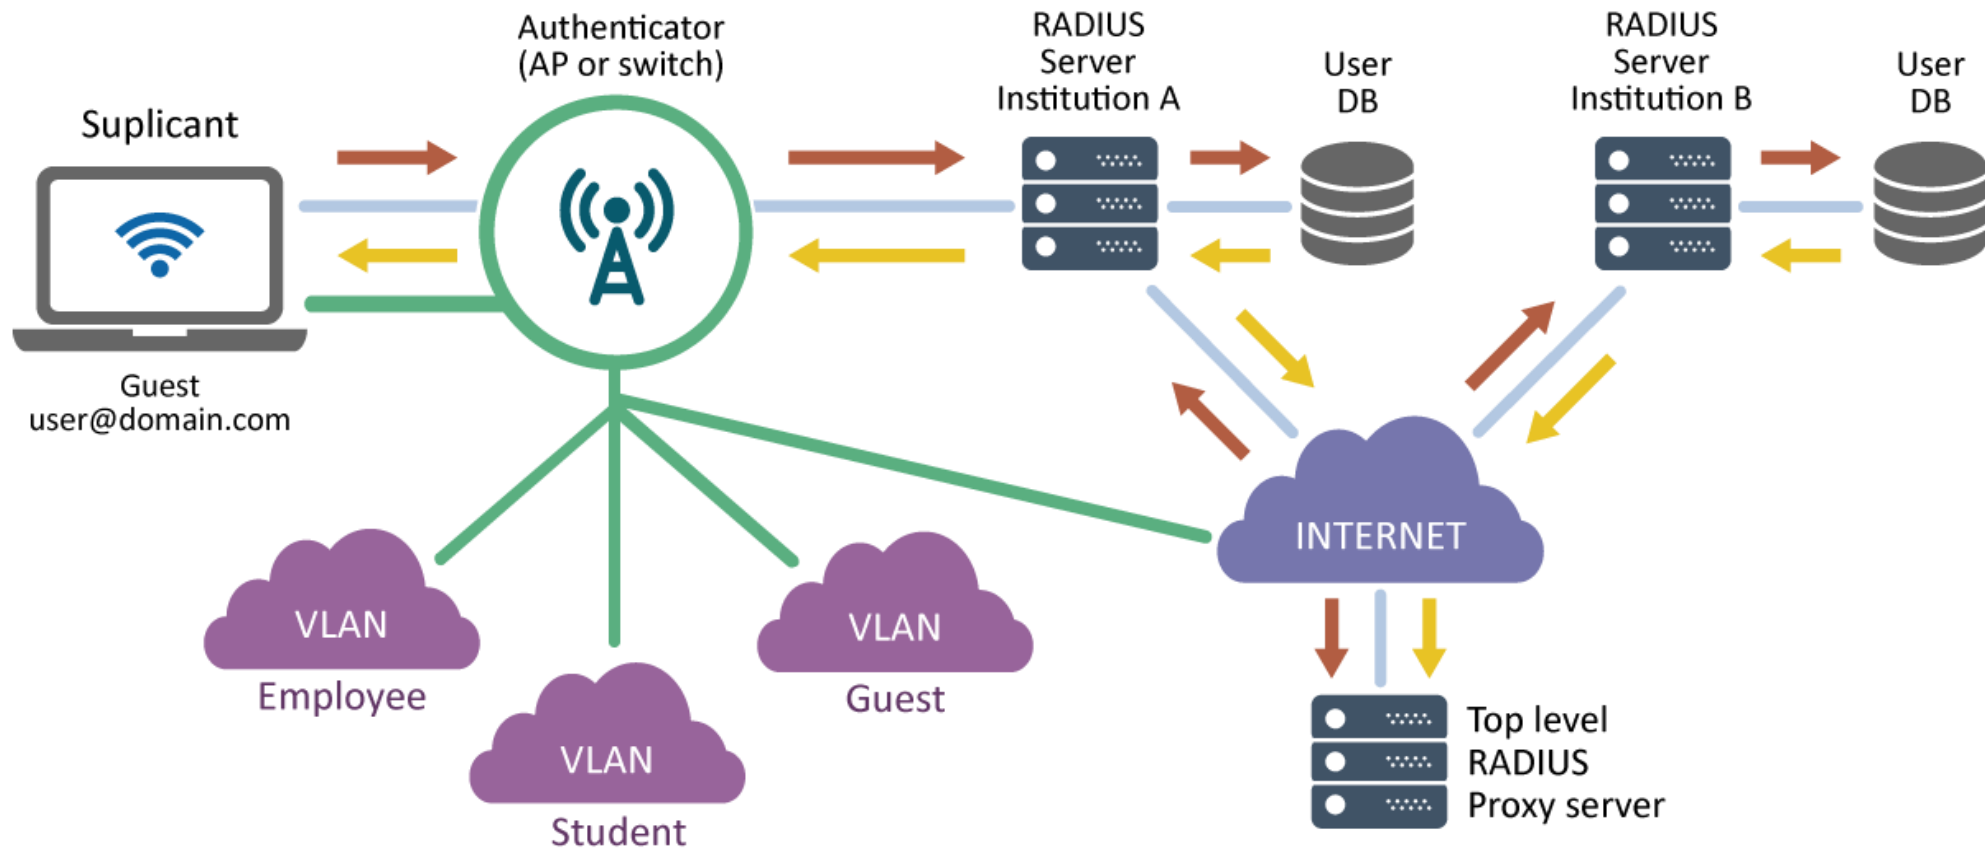 Suplicant
Guest
user@domain.com
Authenticator
(AP or switch)
RADIUS
Server
Institution A
User
DB
RADIUS
Server
Institution B
User
DB
INTERNET
VLAN
Employee
VLAN
Student
VLAN
Guest
Top level
RADIUS
Proxy server